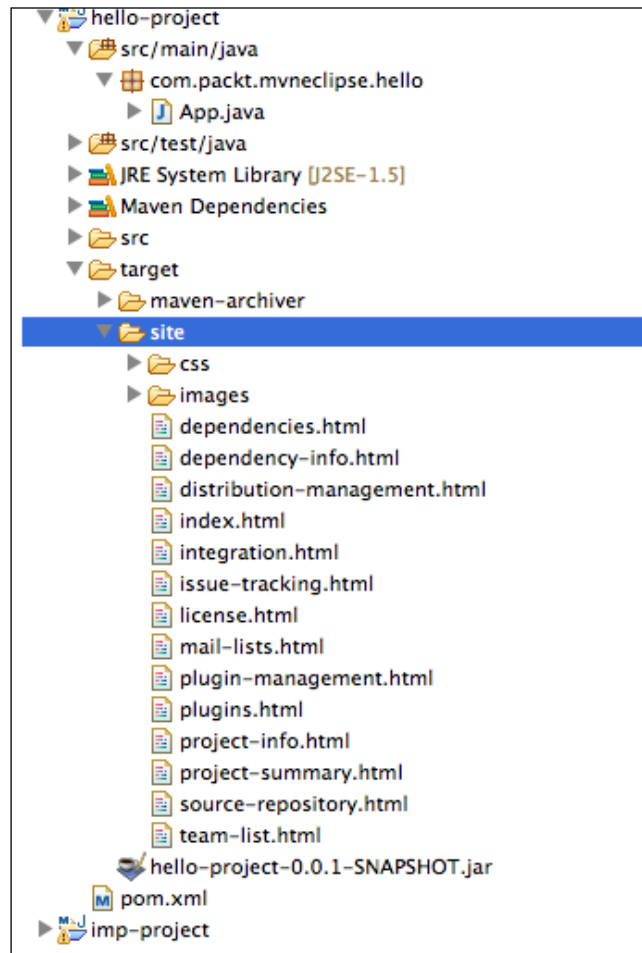 hello-project
src/main/java
com.packt.mvneclipse.hello
App.java
src/test/java
JRE System Library [J2SE-1.5]
Maven Dependencies
src
target
maven-archiver
site
css
images
dependencies.html
dependency-info.html
distribution-management.html
index.html
integration.html
issue-tracking.html
license.html
mail-lists.html
plugin-management.html
plugins.html
project-info.html
project-summary.html
source-repository.html
team-list.html
hello-project-0.0.1-SNAPSHOT.jar
pom.xml
imp-project